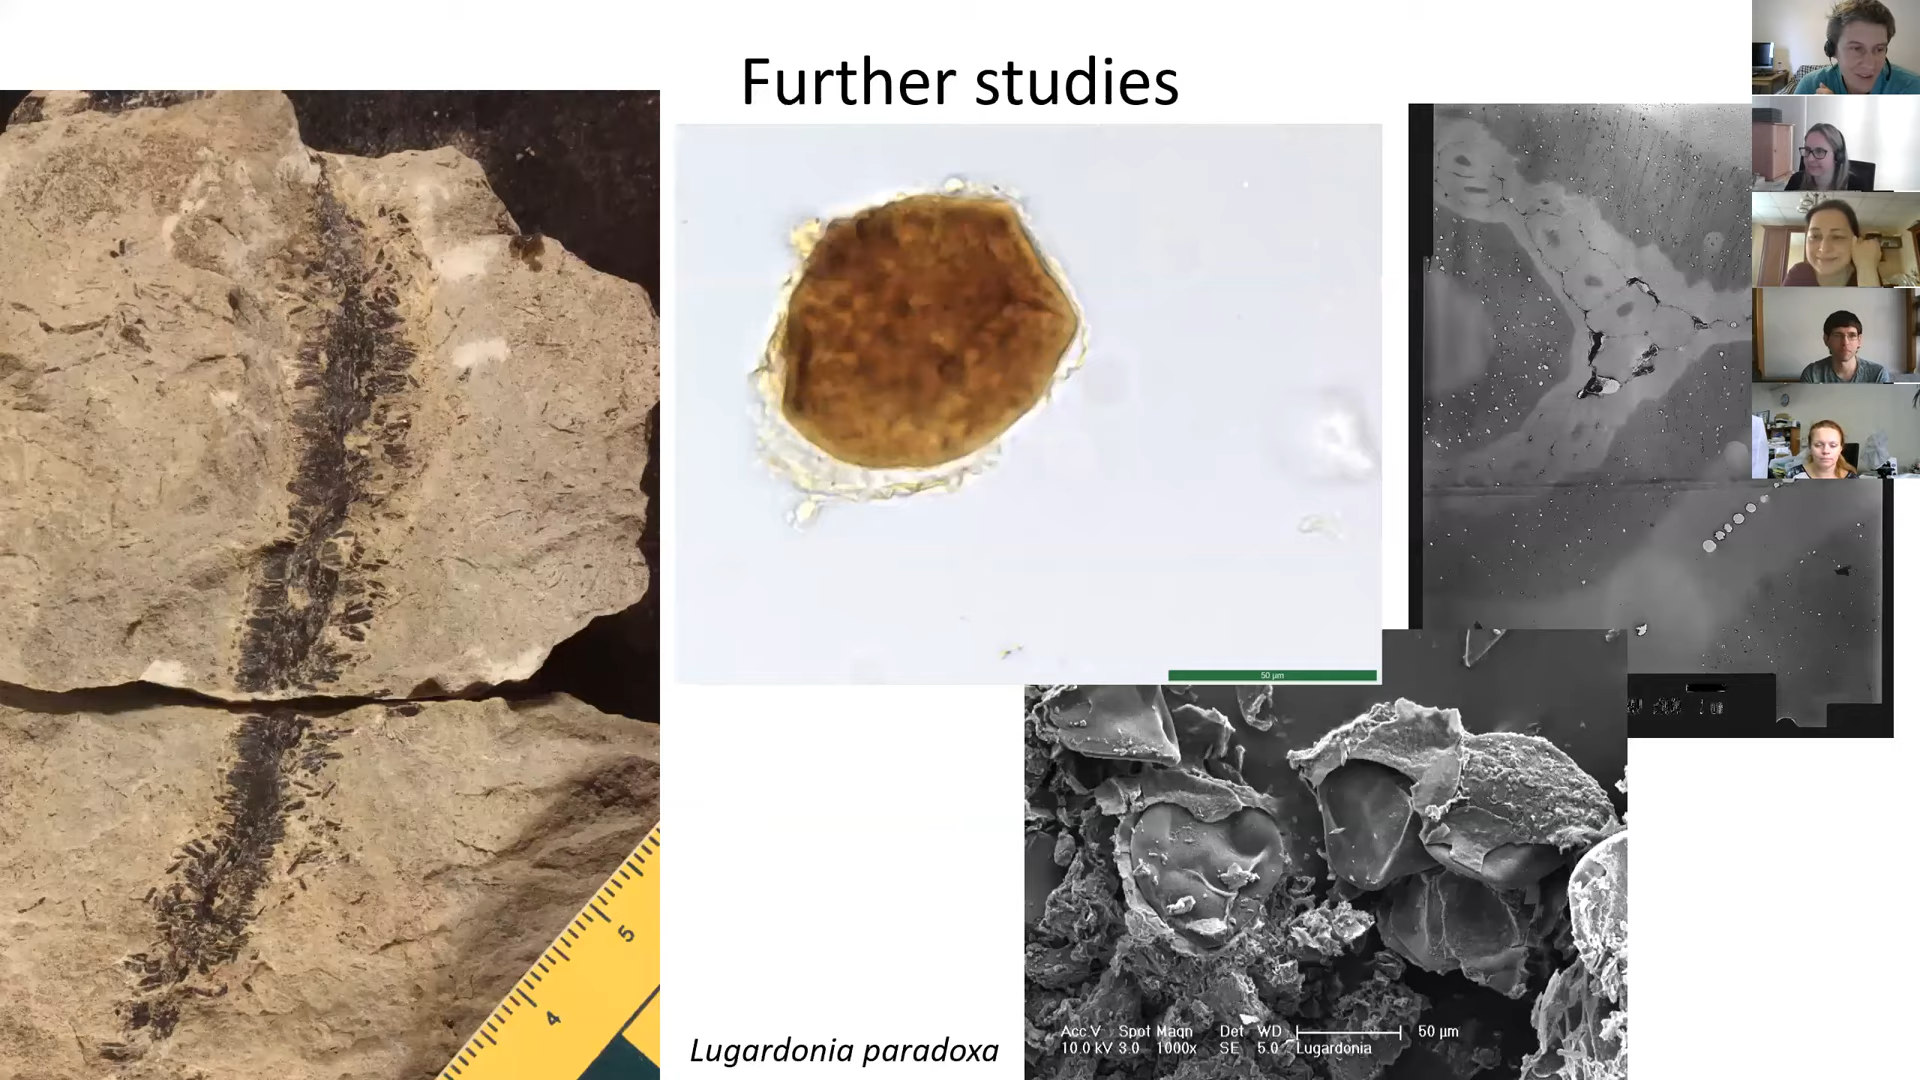 Further studies
50 µm
5
4
Lugardonia paradoxa
Acc.V Spot Magn Det WD 50 µm
10.0 kV 3.0 1000x SE 5.0 Lugardonia